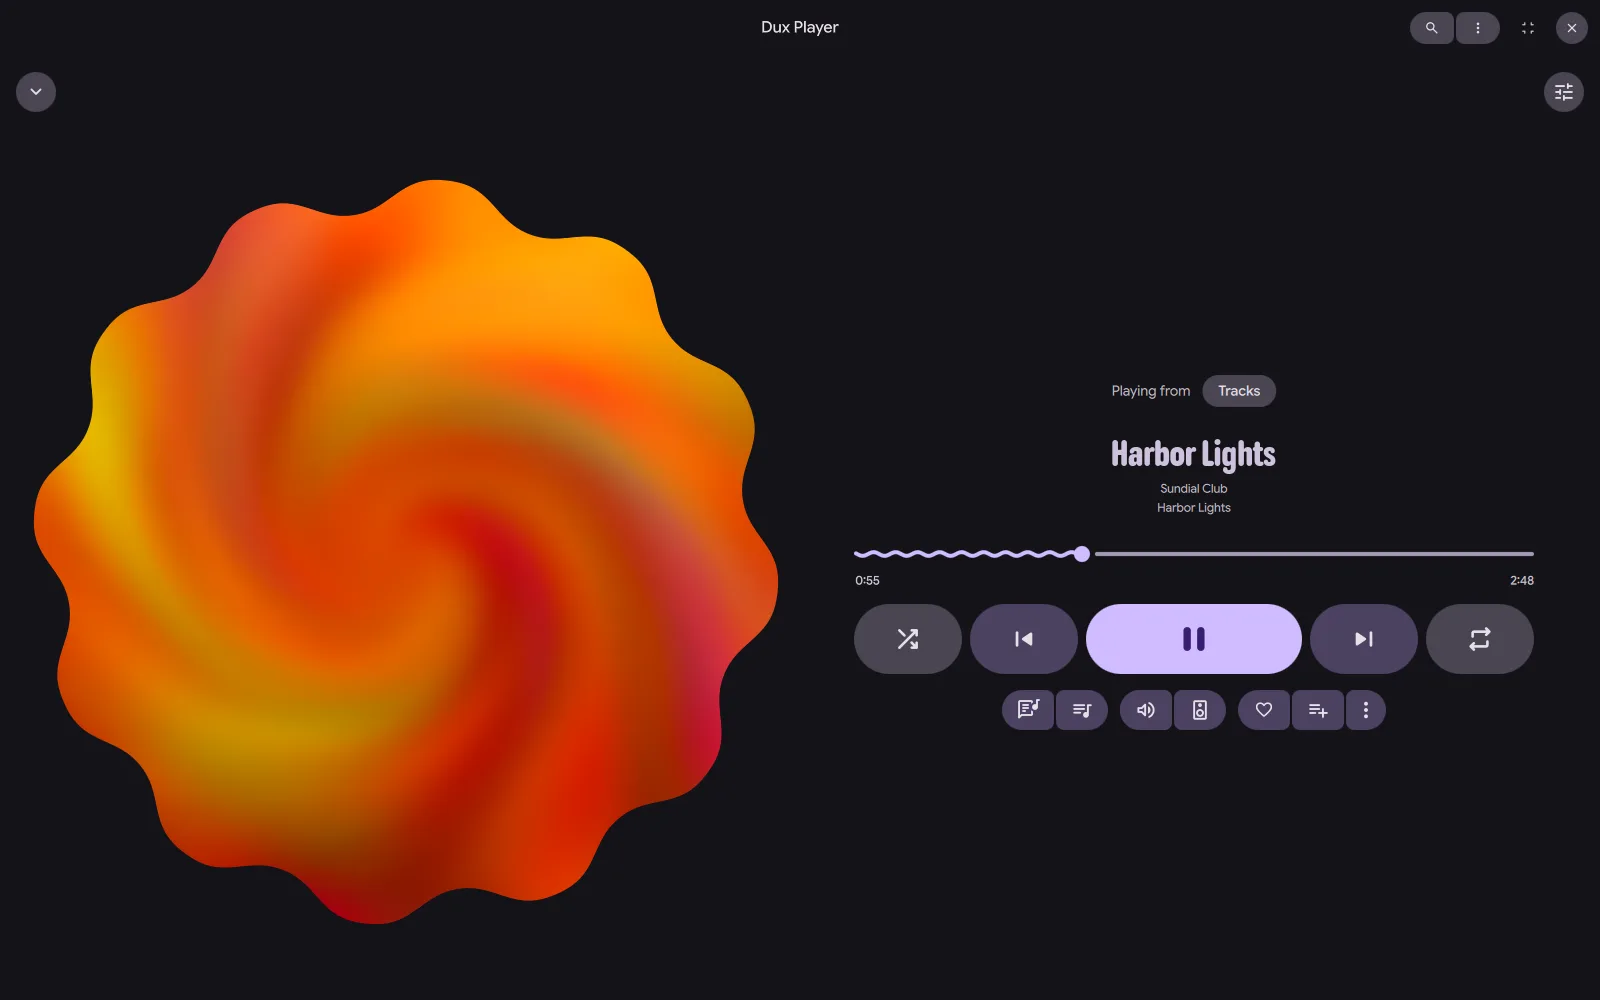 Dux Player
Playing from
Tracks
Harbor Lights
Sundial Club
Harbor Lights
0:55
2:48